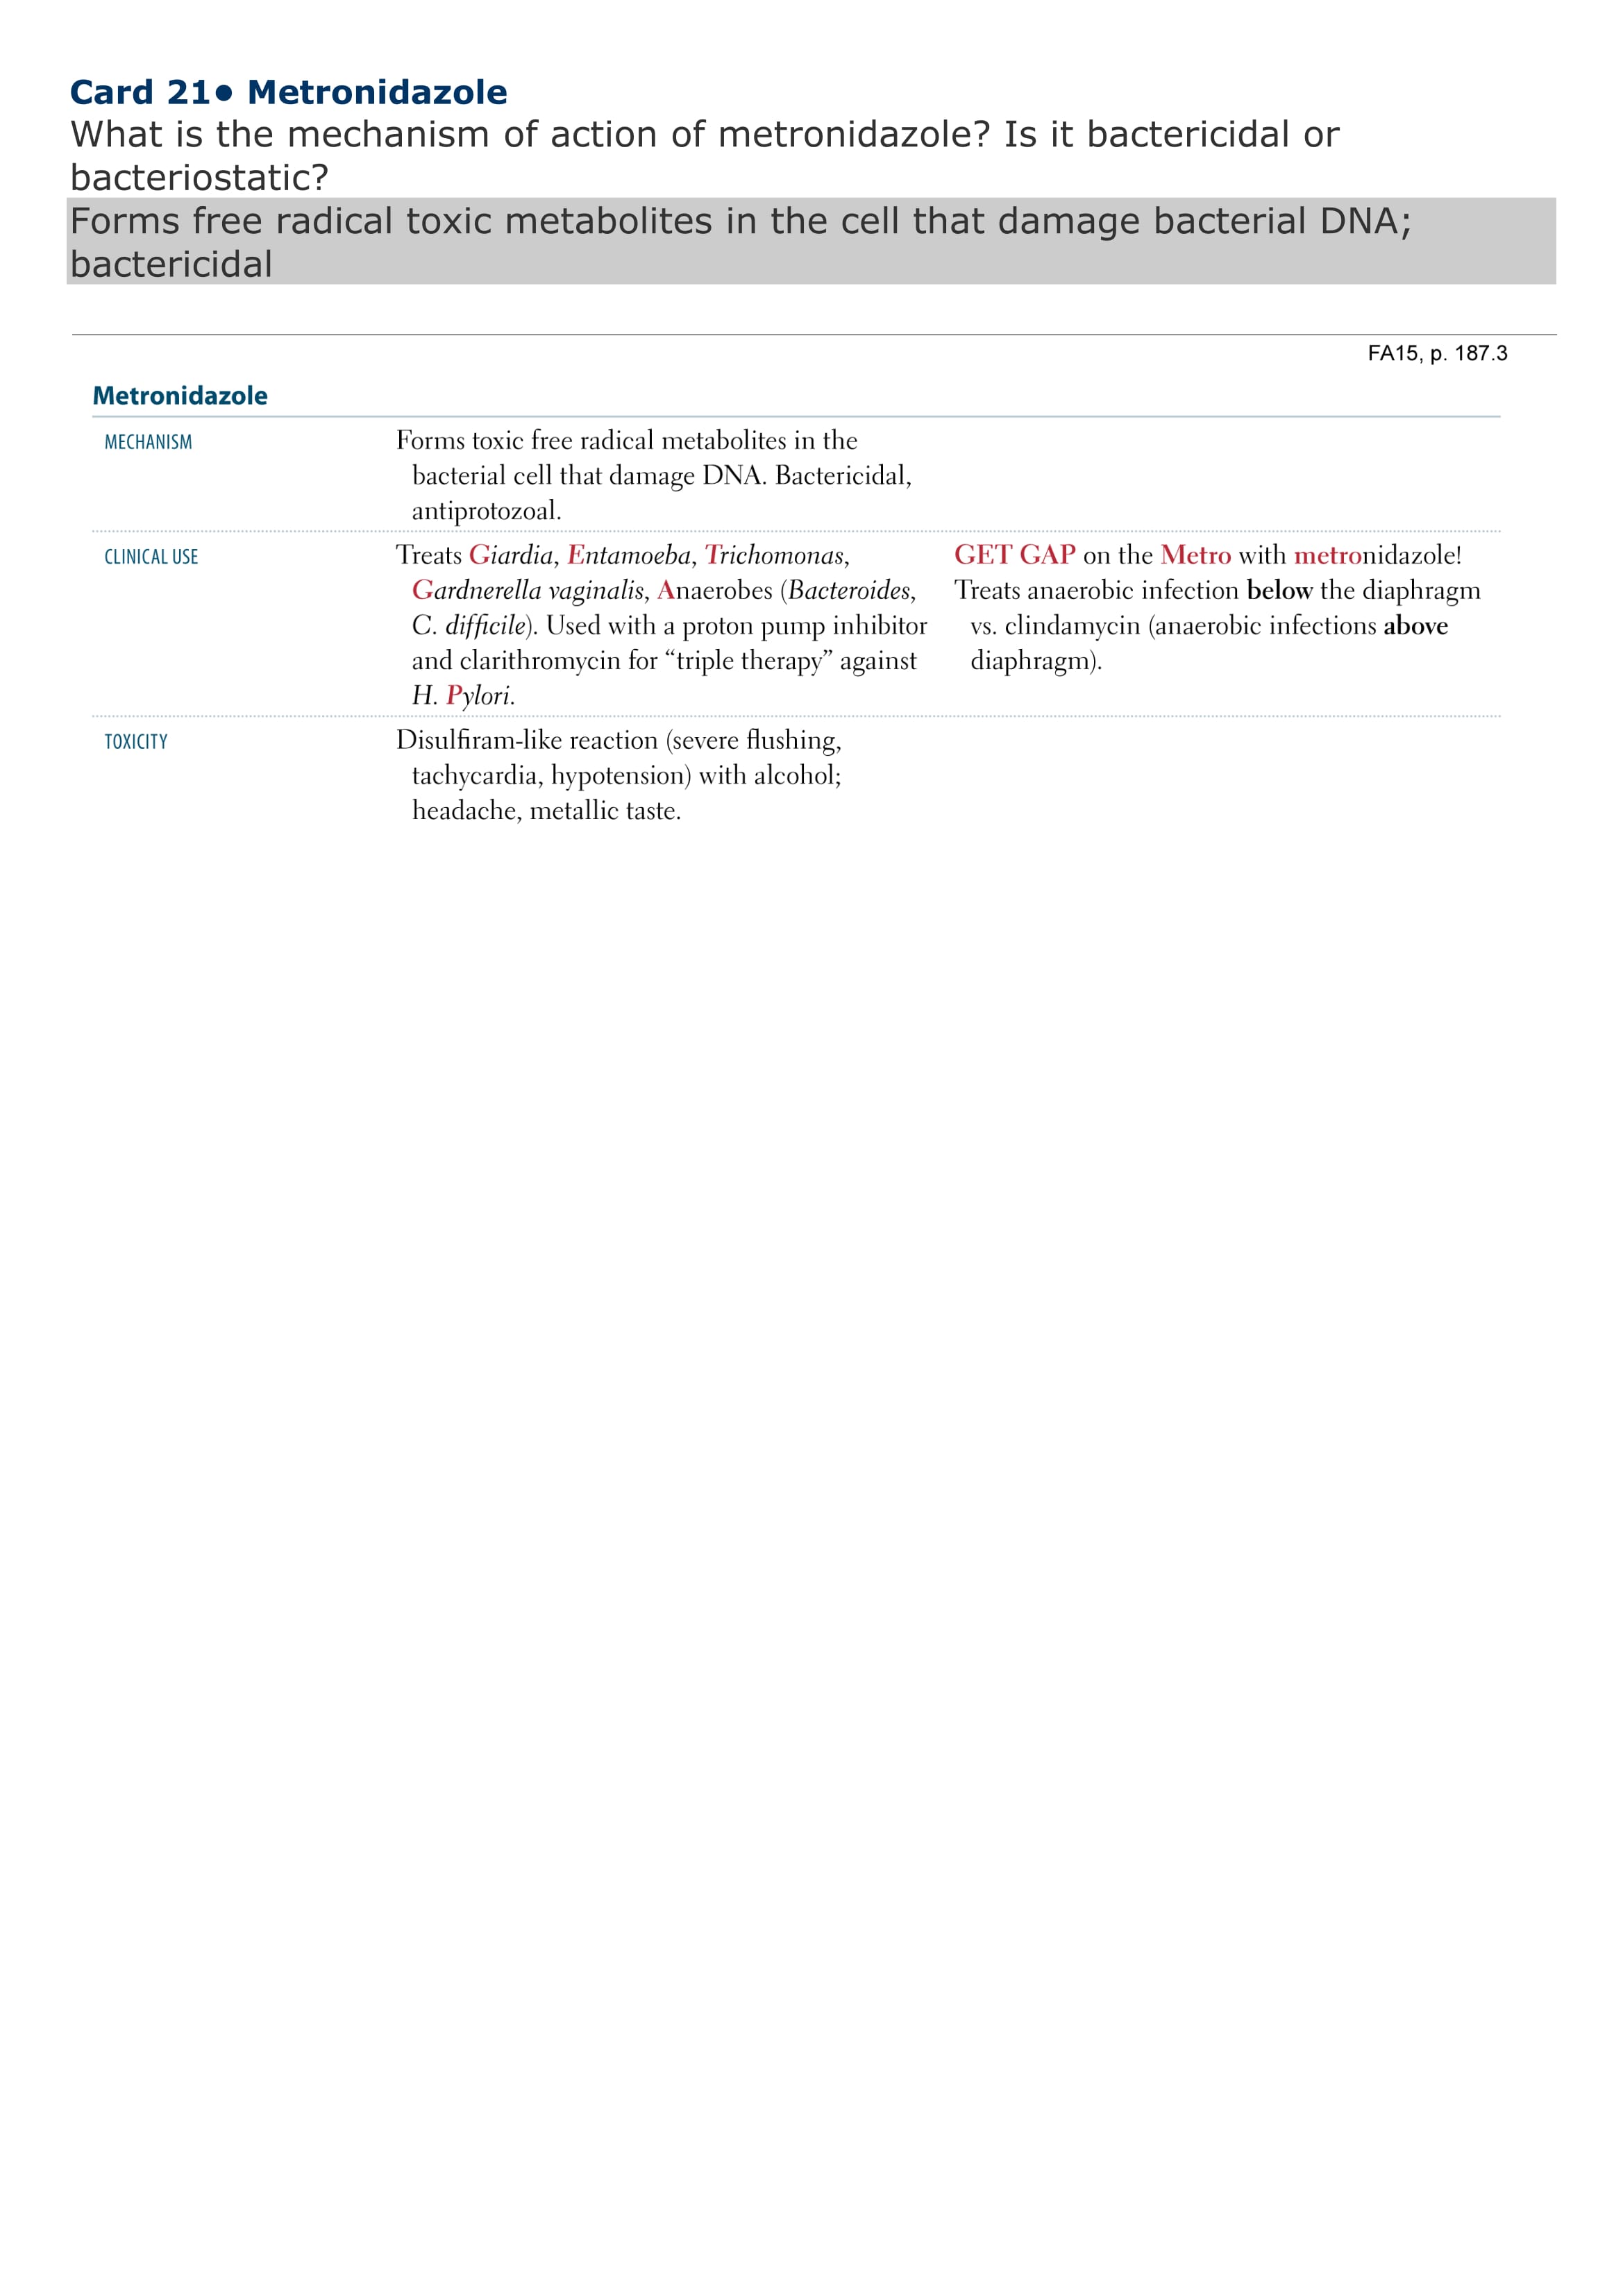 Card 21• Metronidazole
What is the mechanism of action of metronidazole? Is it bactericidal or
bacteriostatic?
Forms free radical toxic metabolites in the cell that damage bacterial DNA;
bactericidal
FA15, p. 187.3
Metronidazole
MECHANISM
Forms toxic free radical metabolites in the
bacterial cell that damage DNA. Bactericidal,
antiprotozoal.
CLINICAL USE
Treats Giardia, Entamoeba, Trichomonas,
Gardnerella vaginalis, Anaerobes (Bacteroides,
C. difficile). Used with a proton pump inhibitor
and clarithromycin for “triple therapy” against
H. Pylori.
GET GAP on the Metro with metronidazole!
Treats anaerobic infection below the diaphragm
vs. clindamycin (anaerobic infections above
diaphragm).
TOXICITY
Disulfiram-like reaction (severe flushing,
tachycardia, hypotension) with alcohol;
headache, metallic taste.